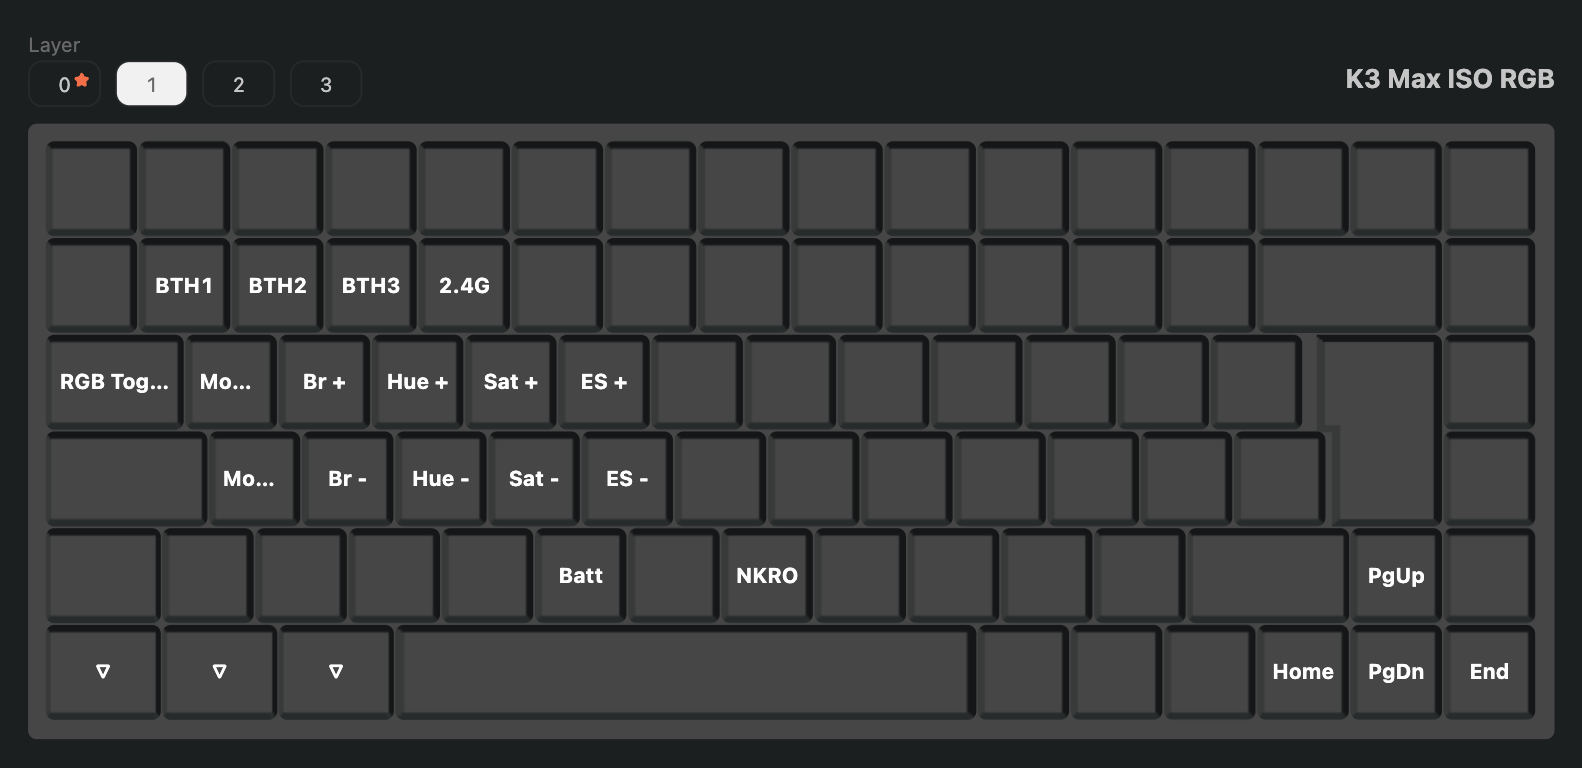 Layer
0 1 2 3
K3 Max ISO RGB
BTH1 BTH2 BTH3 2.4G
RGB Tog... Mo... Br + Hue + Sat + ES +
Mo... Br - Hue - Sat - ES -
Batt NKRO PgUp
▽ ▽ ▽ Home PgDn End